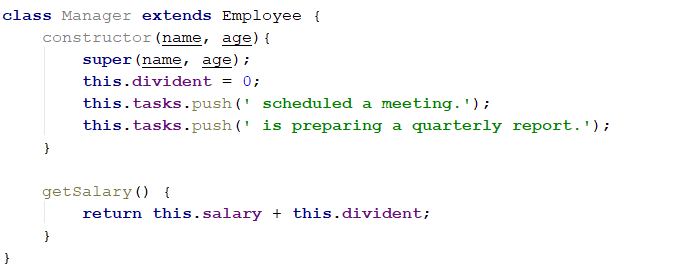 class Manager extends Employee {
    constructor(name, age){
        super(name, age);
        this.divident = 0;
        this.tasks.push(' scheduled a meeting.');
        this.tasks.push(' is preparing a quarterly report.');
    }

    getSalary() {
        return this.salary + this.divident;
    }
}